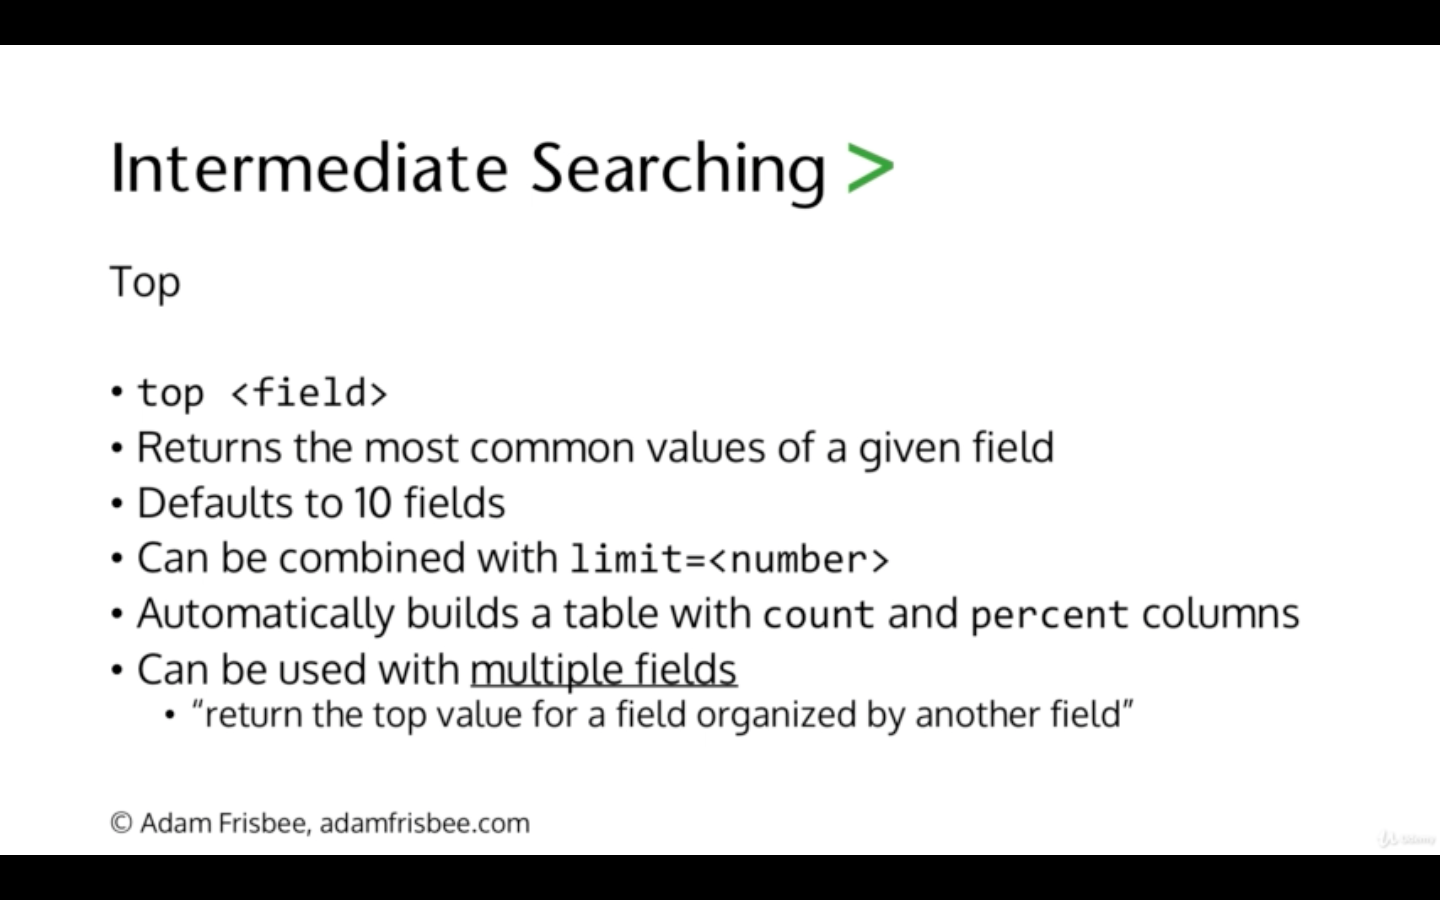 Intermediate Searching >
Top
• top <field>
• Returns the most common values of a given field
• Defaults to 10 fields
• Can be combined with limit=<number>
• Automatically builds a table with count and percent columns
• Can be used with multiple fields
• “return the top value for a field organized by another field”
© Adam Frisbee, adamfrisbee.com
Udemy